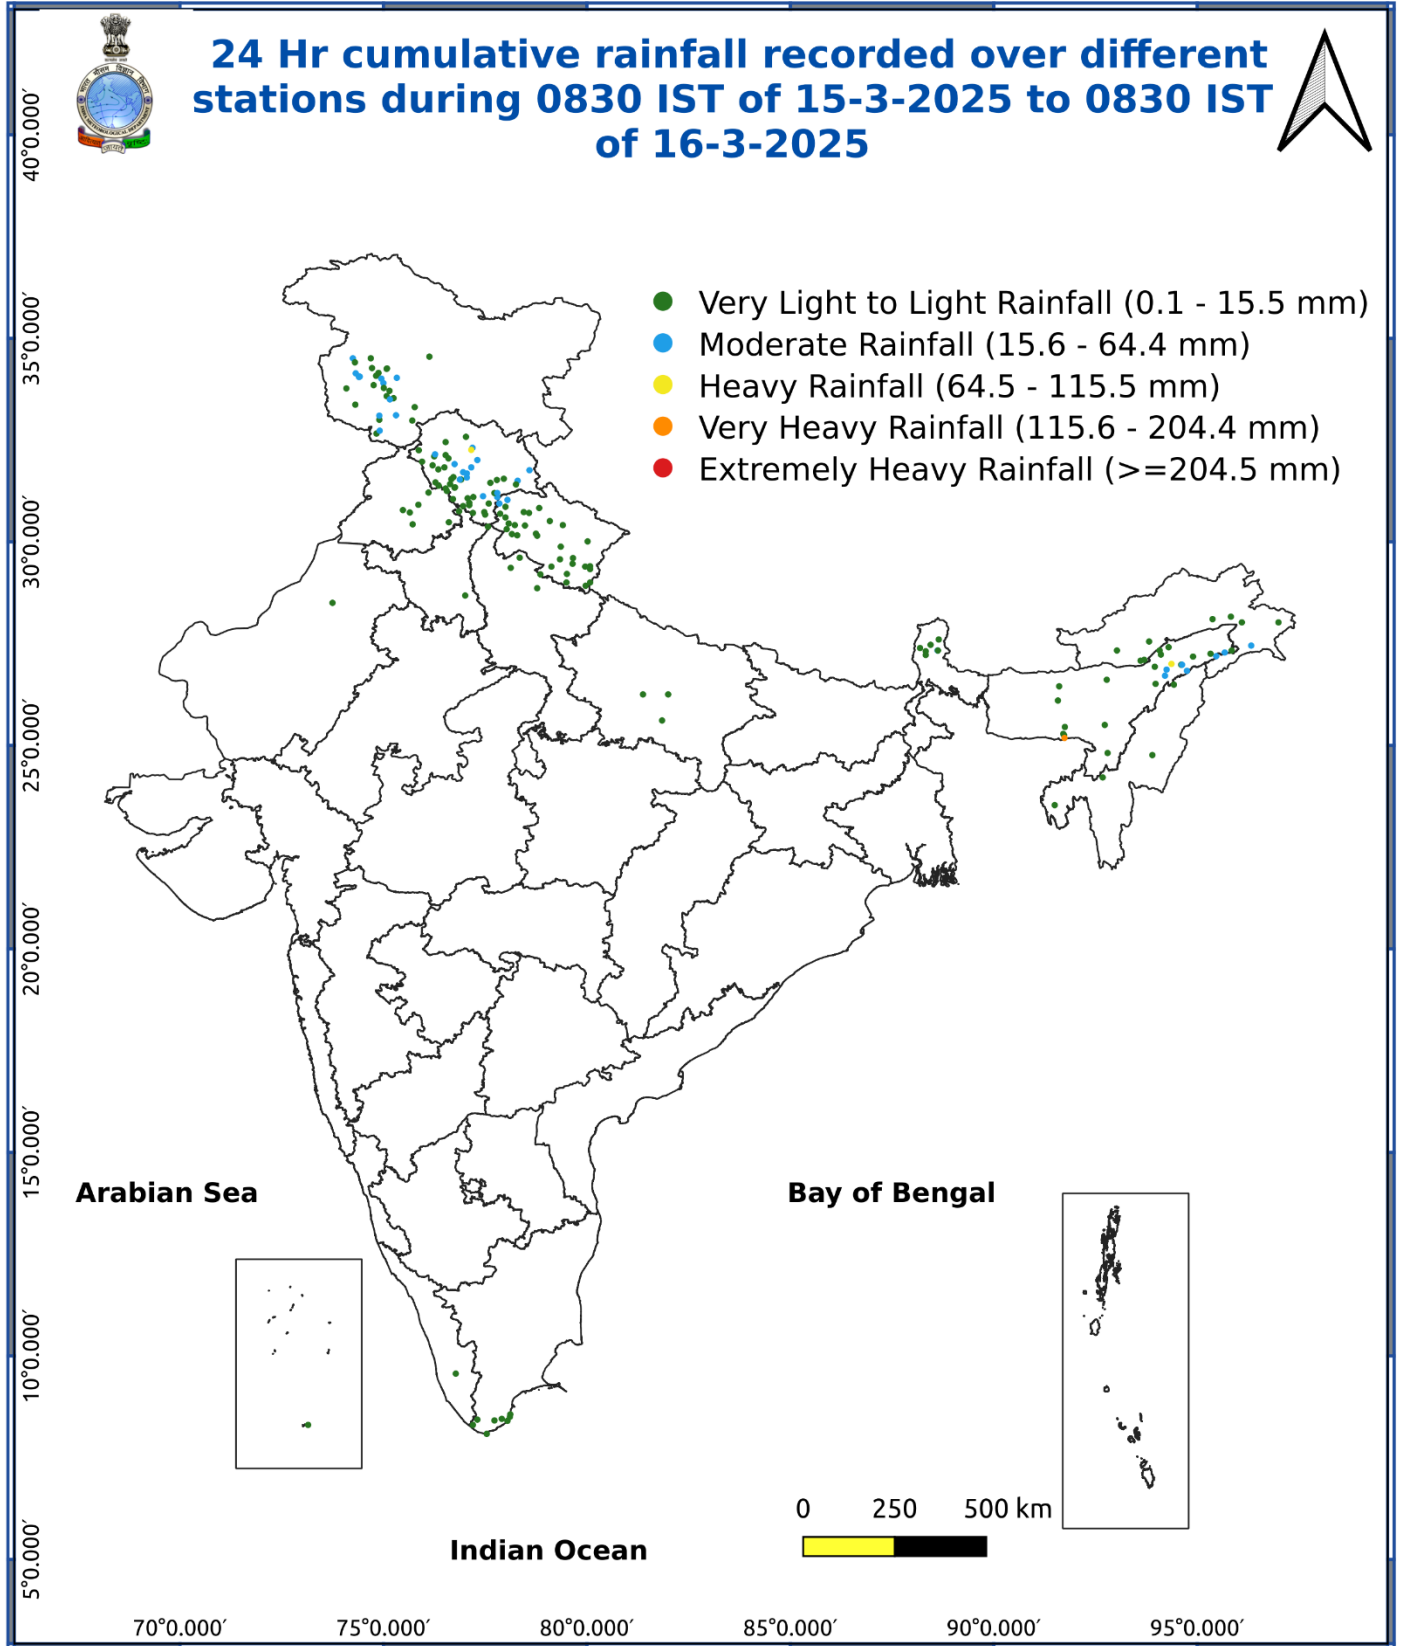 24 Hr cumulative rainfall recorded over different
stations during 0830 IST of 15-3-2025 to 0830 IST
of 16-3-2025
Very Light to Light Rainfall (0.1 - 15.5 mm)
Moderate Rainfall (15.6 - 64.4 mm)
Heavy Rainfall (64.5 - 115.5 mm)
Very Heavy Rainfall (115.6 - 204.4 mm)
Extremely Heavy Rainfall (>=204.5 mm)
40°0.000′
35°0.000′
30°0.000′
25°0.000′
20°0.000′
15°0.000′
10°0.000′
5°0.000′
Arabian Sea
Bay of Bengal
0 250 500 km
Indian Ocean
70°0.000′ 75°0.000′ 80°0.000′ 85°0.000′ 90°0.000′ 95°0.000′